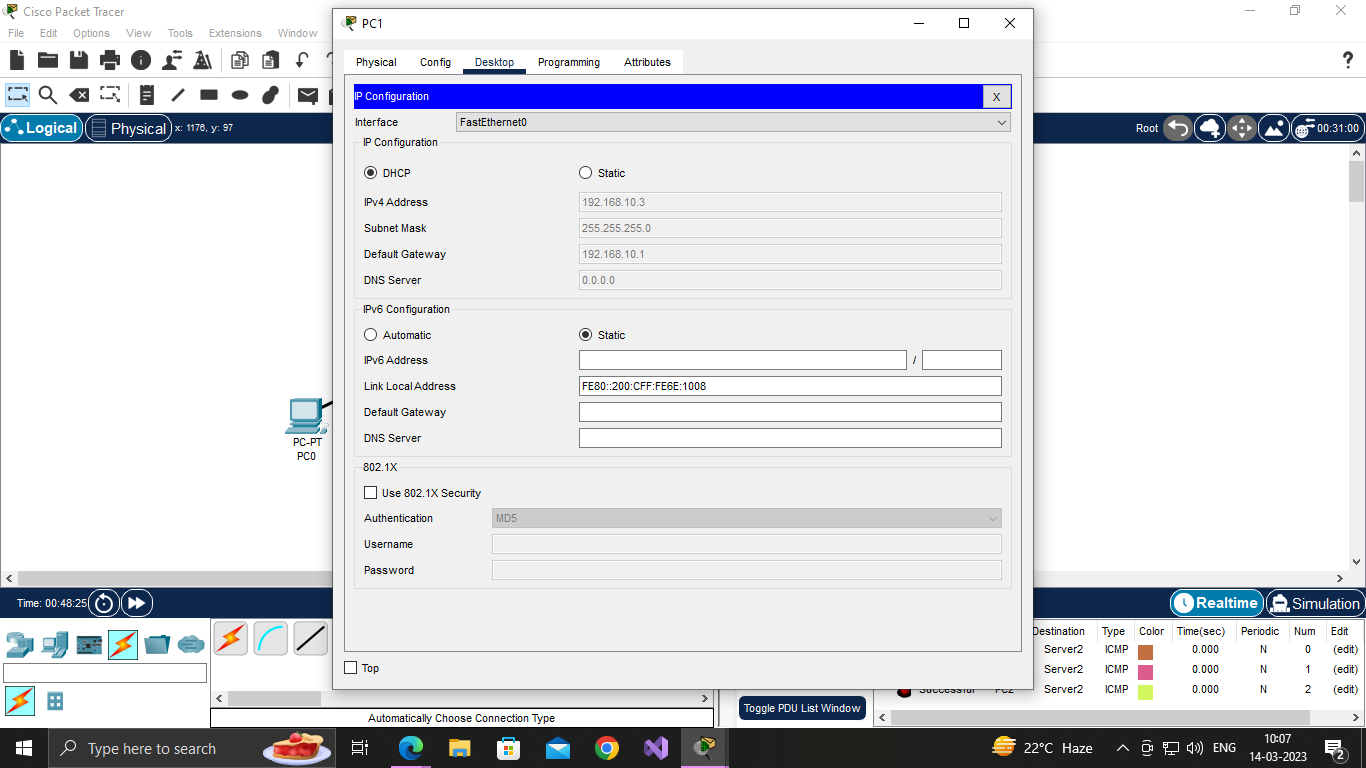 Cisco Packet Tracer
File Edit Options View Tools Extensions Window
?
Logical Physical x: 1176, y: 97
Root 00:31:00
PC1
Physical Config Desktop Programming Attributes
IP Configuration X
Interface FastEthernet0
IP Configuration
DHCP Static
IPv4 Address 192.168.10.3
Subnet Mask 255.255.255.0
Default Gateway 192.168.10.1
DNS Server 0.0.0.0
IPv6 Configuration
Automatic Static
IPv6 Address /
Link Local Address FE80::200:CFF:FE6E:1008
Default Gateway
DNS Server
802.1X
Use 802.1X Security
Authentication MD5
Username
Password
Top
PC-PT
PC0
Time: 00:48:25
Realtime Simulation
Destination Type Color Time(sec) Periodic Num Edit
Server2 ICMP 0.000 N 0 (edit)
Server2 ICMP 0.000 N 1 (edit)
Successful PC2 Server2 ICMP 0.000 N 2 (edit)
Toggle PDU List Window
Automatically Choose Connection Type
Type here to search
22°C Haze
ENG
10:07
14-03-2023
2